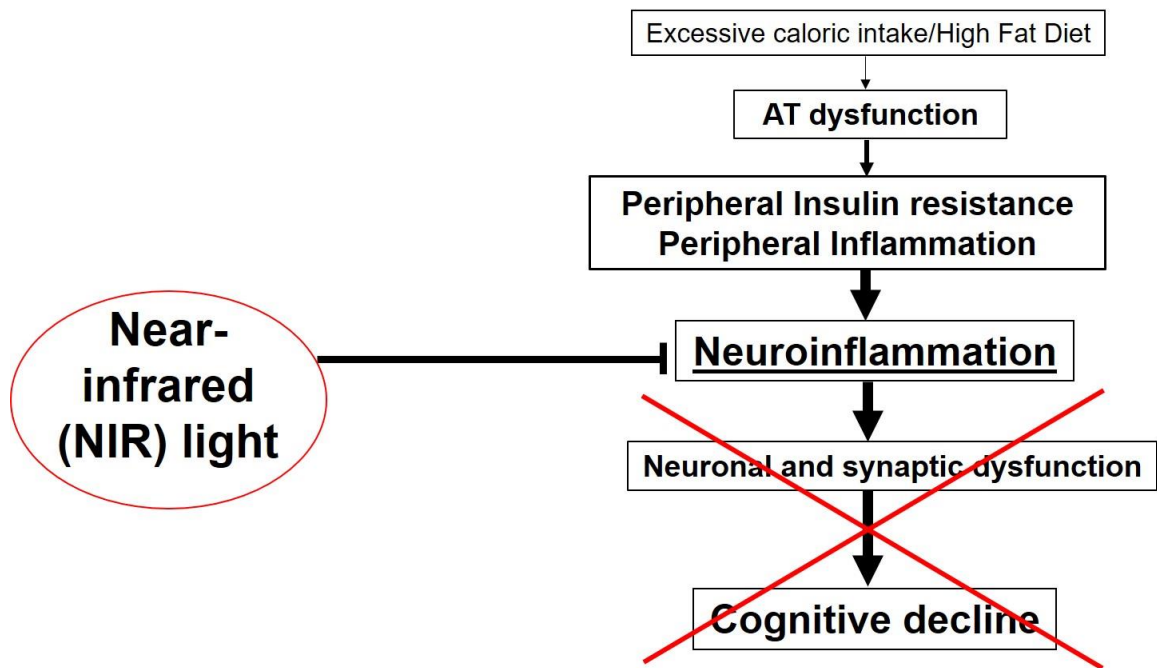 Excessive caloric intake/High Fat Diet
AT dysfunction
Peripheral Insulin resistance
Peripheral Inflammation
Near-
infrared
(NIR) light
Neuroinflammation
Neuronal and synaptic dysfunction
Cognitive decline